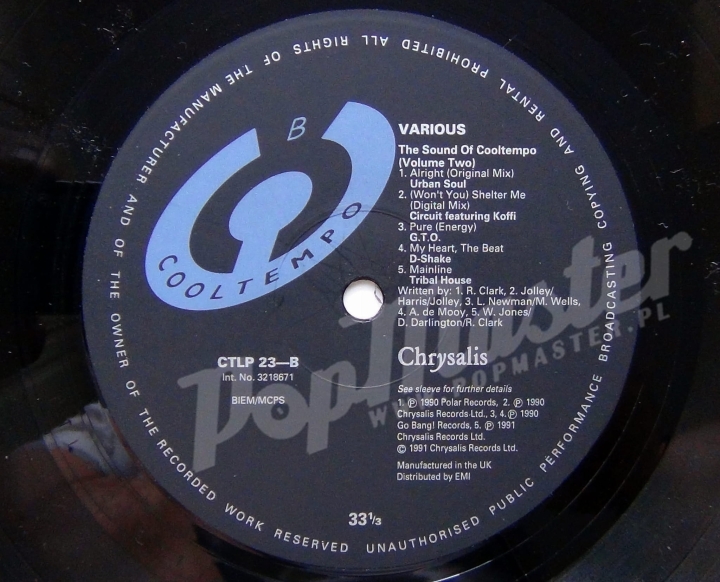 B
COOLTEMPO
VARIOUS
The Sound Of Cooltempo
(Volume Two)
1. Alright (Original Mix)
Urban Soul
2. (Won't You) Shelter Me
(Digital Mix)
Circuit featuring Koffi
3. Pure (Energy)
G.T.O.
4. My Heart, The Beat
D-Shake
5. Mainline
Tribal House
Written by: 1. R. Clark, 2. Jolley/
Harris/Jolley, 3. L. Newman/M. Wells,
4. A. de Mooy, 5. W. Jones/
D. Darlington/R. Clark
CTLP 23—B
Int. No. 3218671
BIEM/MCPS
Chrysalis
See sleeve for further details
1. ℗ 1990 Polar Records, 2. ℗ 1990
Chrysalis Records Ltd., 3, 4.℗ 1990
Go Bang! Records, 5. ℗ 1991
Chrysalis Records Ltd.
© 1991 Chrysalis Records Ltd.
Manufactured in the UK
Distributed by EMI
33⅓
ALL RIGHTS OF THE MANUFACTURER AND OF THE OWNER OF THE RECORDED WORK RESERVED UNAUTHORISED PUBLIC PERFORMANCE BROADCASTING COPYING AND RENTAL PROHIBITED
PopMaster
WWW.POPMASTER.PL